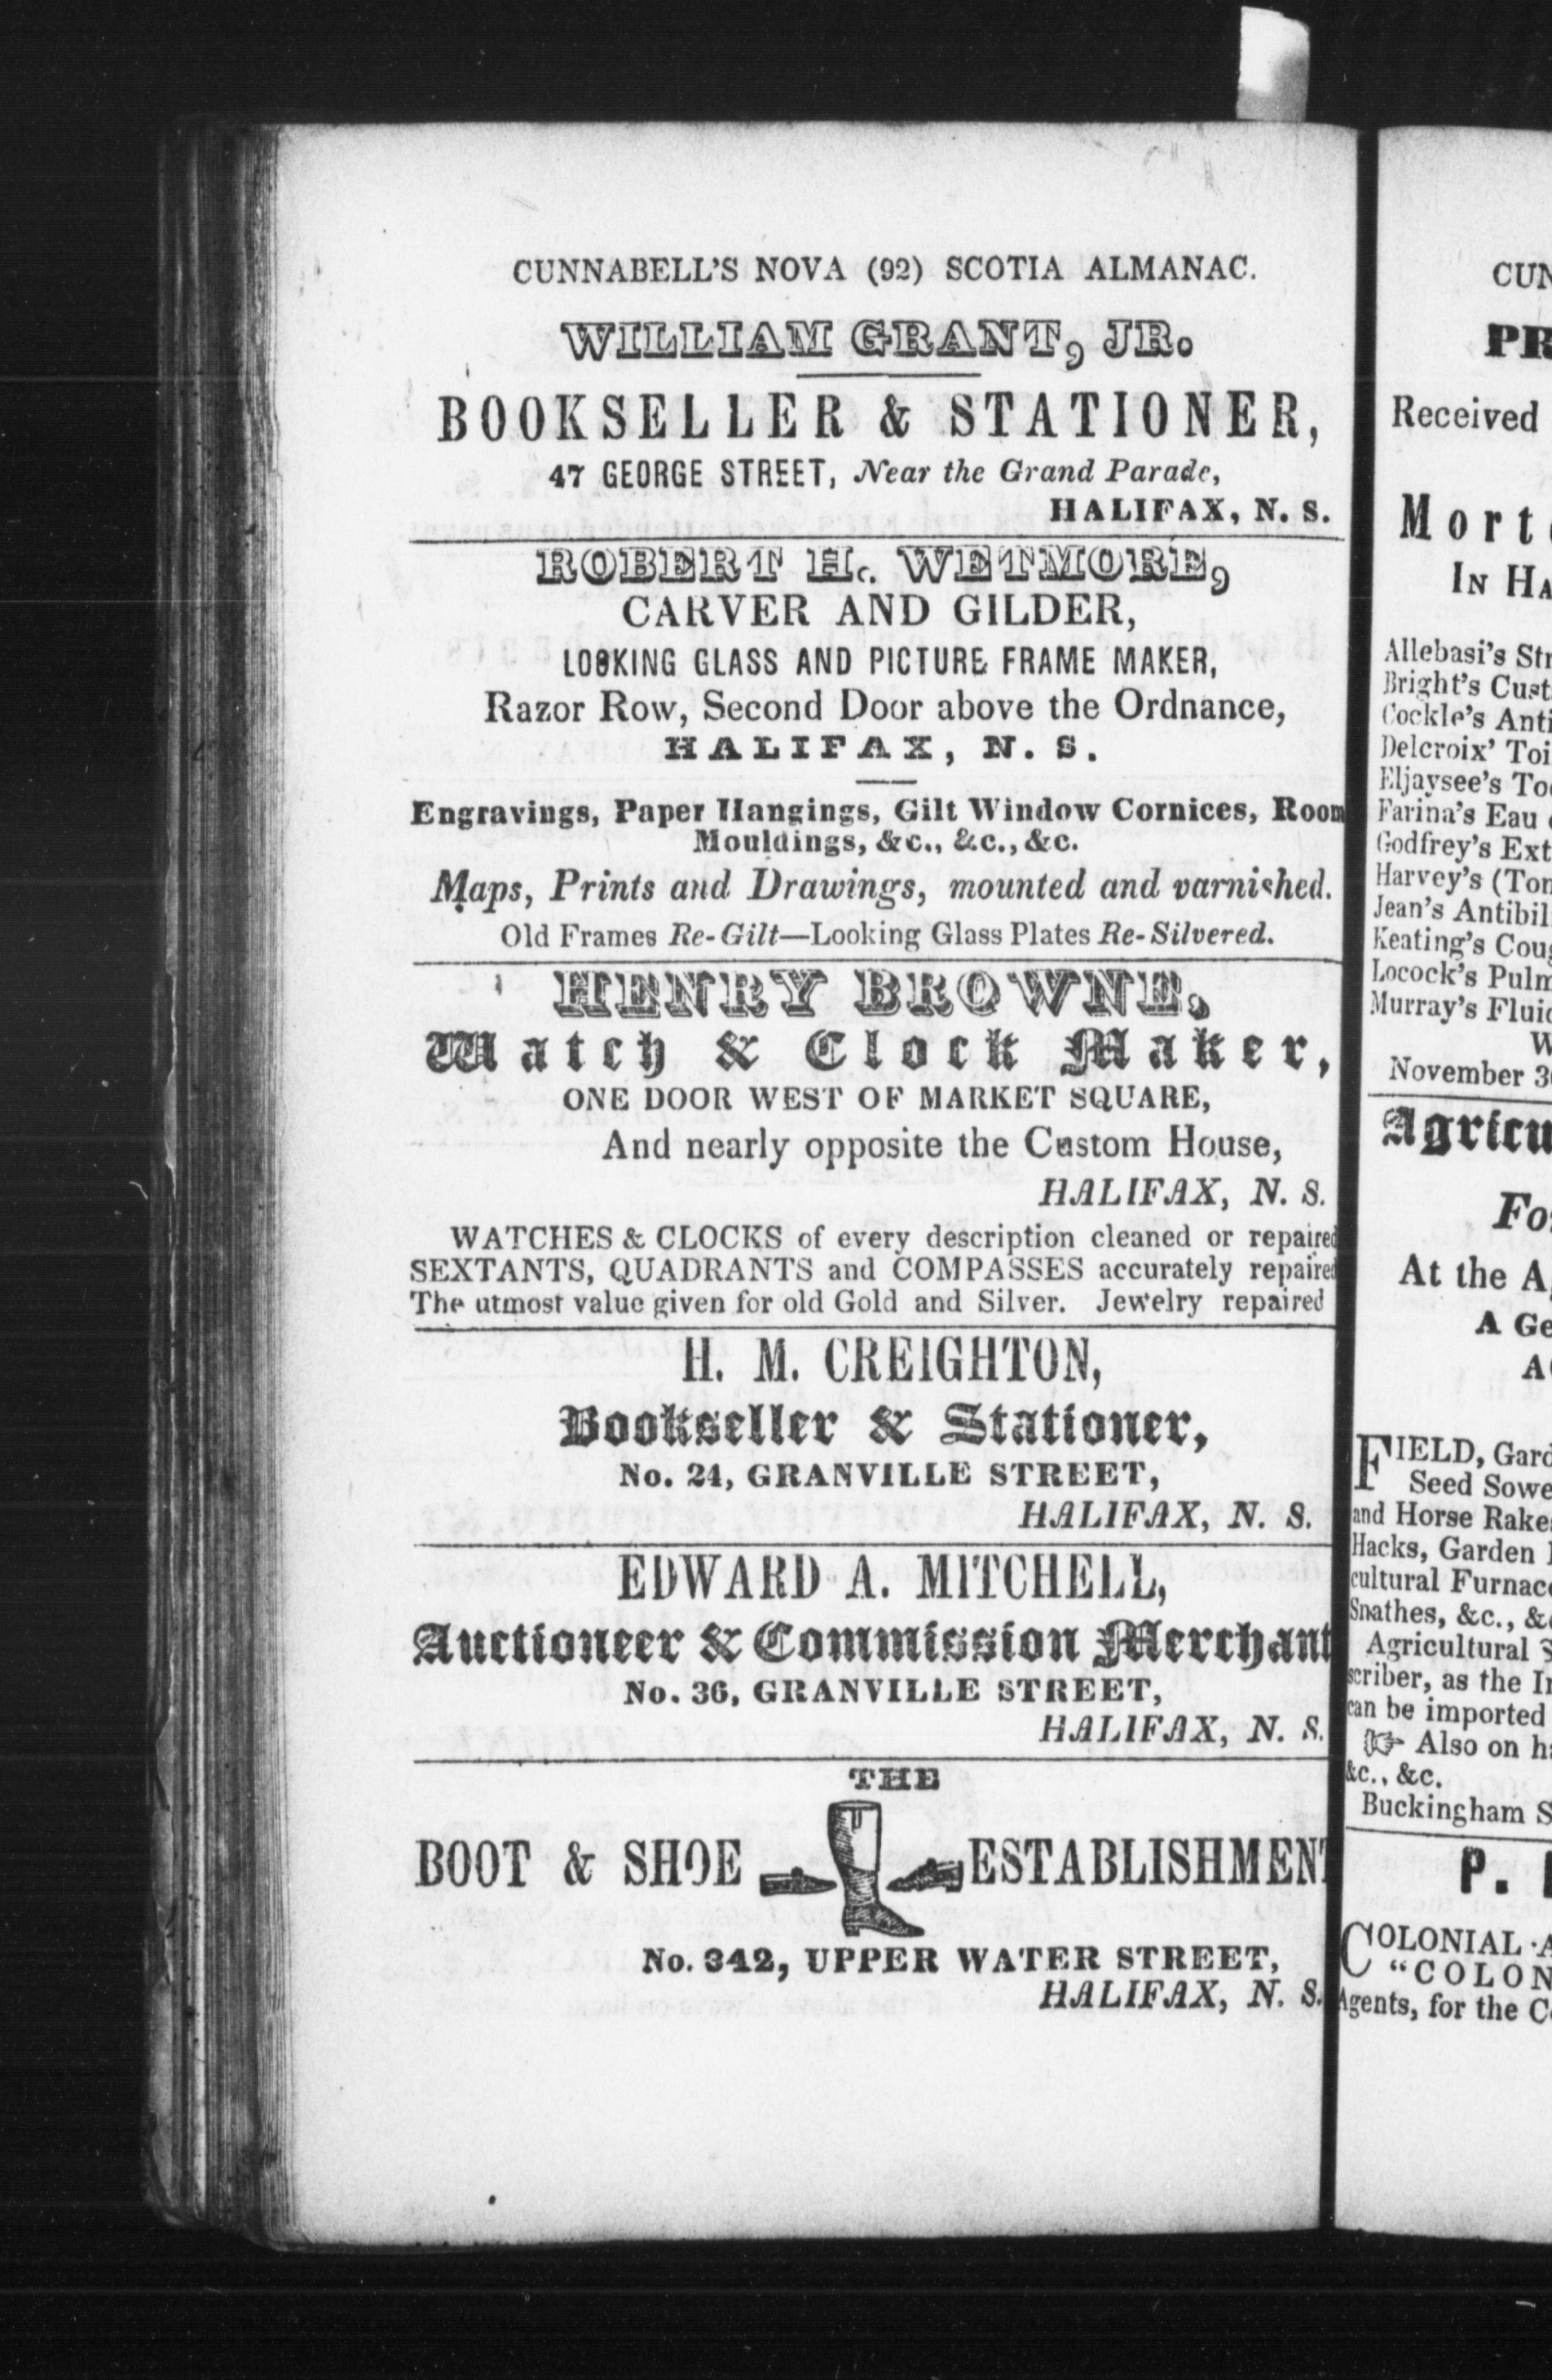 CUNNABELL'S NOVA (92) SCOTIA ALMANAC.
WILLIAM GRANT, JR.
BOOKSELLER & STATIONER,
47 GEORGE STREET, Near the Grand Parade,
HALIFAX, N. S.
ROBERT H. WETMORE,
CARVER AND GILDER,
LOOKING GLASS AND PICTURE FRAME MAKER,
Razor Row, Second Door above the Ordnance,
HALIFAX, N. S.
Engravings, Paper Hangings, Gilt Window Cornices, Room
Mouldings, &c., &c., &c.
Maps, Prints and Drawings, mounted and varnished.
Old Frames Re-Gilt—Looking Glass Plates Re-Silvered.
HENRY BROWNE,
Watch & Clock Maker,
ONE DOOR WEST OF MARKET SQUARE,
And nearly opposite the Custom House,
HALIFAX, N. S.
WATCHES & CLOCKS of every description cleaned or repaired
SEXTANTS, QUADRANTS and COMPASSES accurately repaired
The utmost value given for old Gold and Silver. Jewelry repaired
H. M. CREIGHTON,
Bookseller & Stationer,
No. 24, GRANVILLE STREET,
HALIFAX, N. S.
EDWARD A. MITCHELL,
Auctioneer & Commission Merchant
No. 36, GRANVILLE STREET,
HALIFAX, N. S.
THE
BOOT & SHOE ESTABLISHMENT
No. 342, UPPER WATER STREET,
HALIFAX, N. S.
CUN
PR
Received
Mort
IN HA
Allebasi's Str
Bright's Cust
Cockle's Anti
Delcroix' Toi
Eljaysee's Too
Farina's Eau
Godfrey's Ext
Harvey's (Ton
Jean's Antibil
Keating's Coug
Locock's Pulm
Murray's Fluid
W
November 3
Agricu
For
At the A
A Ge
A
FIELD, Gard
Seed Sowe
and Horse Rake
Hacks, Garden
cultural Furnac
Snathes, &c., &c
Agricultural S
scriber, as the In
can be imported
Also on ha
&c., &c.
Buckingham S
P.
COLONIAL A
"COLON
Agents, for the C